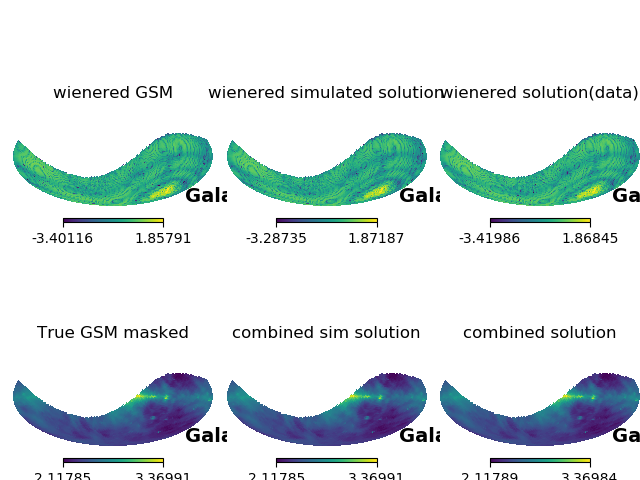 wienered GSM
wienered simulated solution
wienered solution(data)
Gala
Gala
Ga
-3.40116 1.85791
-3.28735 1.87187
-3.41986 1.86845
True GSM masked
combined sim solution
combined solution
Gala
Gala
Ga
2.11785 3.36991
2.11785 3.36991
2.11789 3.36984